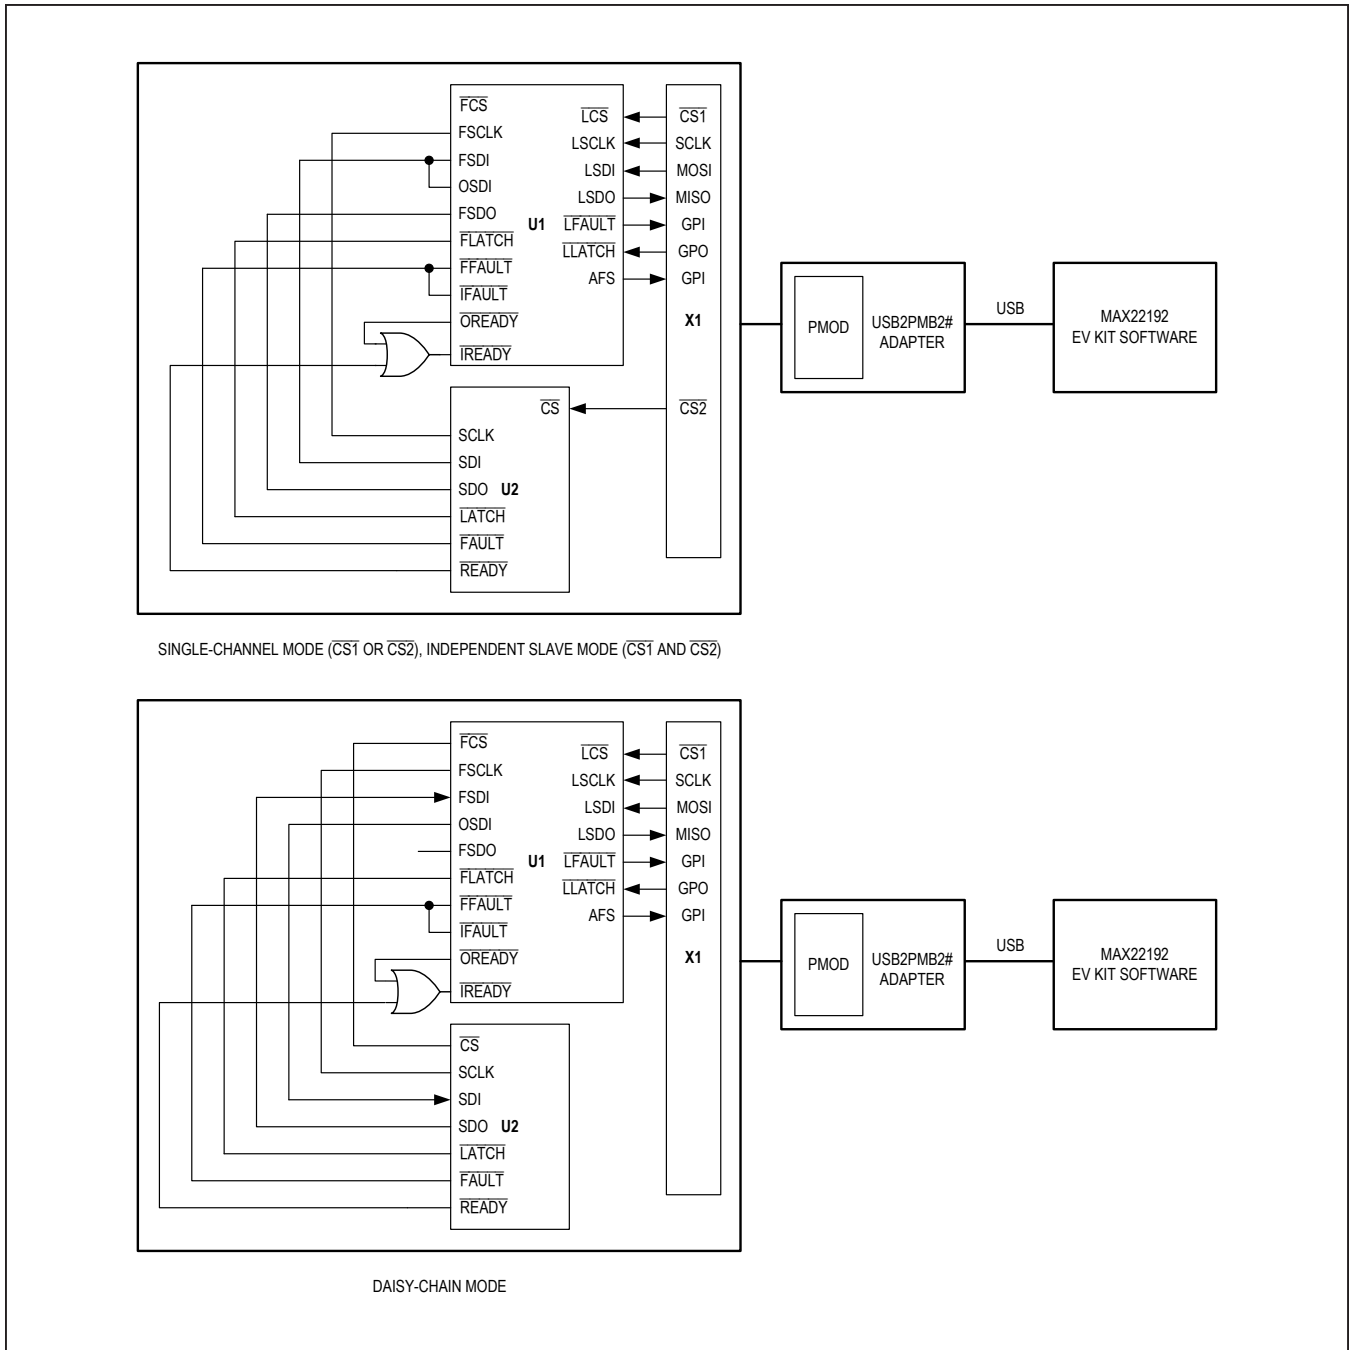 FCS
FSCLK
FSDI
OSDI
FSDO
FLATCH
FFAULT
IFAULT
OREADY
IREADY
U1
LCS
LSCLK
LSDI
LSDO
LFAULT
LLATCH
AFS
CS1
SCLK
MOSI
MISO
GPI
GPO
GPI
X1
CS2
CS
SCLK
SDI
SDO U2
LATCH
FAULT
READY
PMOD
USB2PMB2#
ADAPTER
USB
MAX22192
EV KIT SOFTWARE
SINGLE-CHANNEL MODE (CS1 OR CS2), INDEPENDENT SLAVE MODE (CS1 AND CS2)
FCS
FSCLK
FSDI
OSDI
FSDO
FLATCH
FFAULT
IFAULT
OREADY
IREADY
U1
LCS
LSCLK
LSDI
LSDO
LFAULT
LLATCH
AFS
CS1
SCLK
MOSI
MISO
GPI
GPO
GPI
X1
CS
SCLK
SDI
SDO U2
LATCH
FAULT
READY
PMOD
USB2PMB2#
ADAPTER
USB
MAX22192
EV KIT SOFTWARE
DAISY-CHAIN MODE